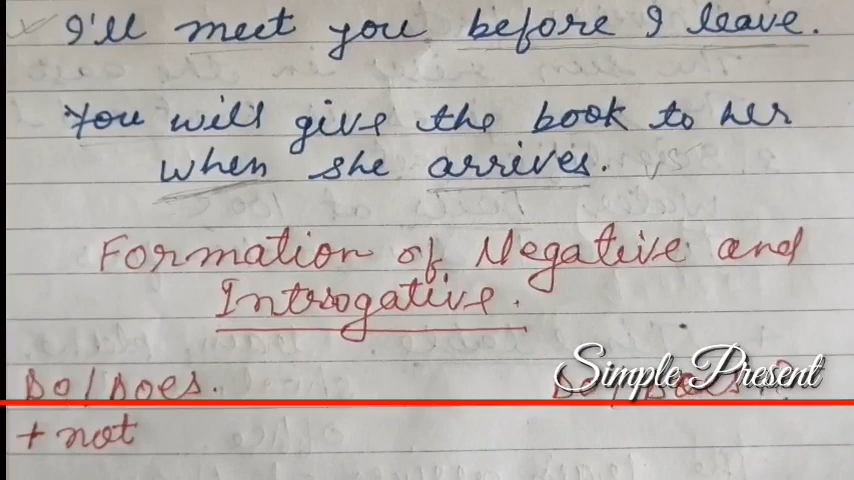 I'll meet you before I leave.
You will give the book to her
when she arrives.
Formation of Negative and
Introgative.
Simple Present
Do/Does.
+ not